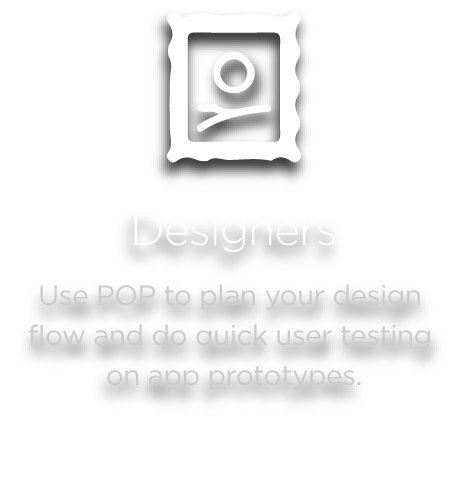 Designers
Use POP to plan your design
flow and do quick user testing
on app prototypes.